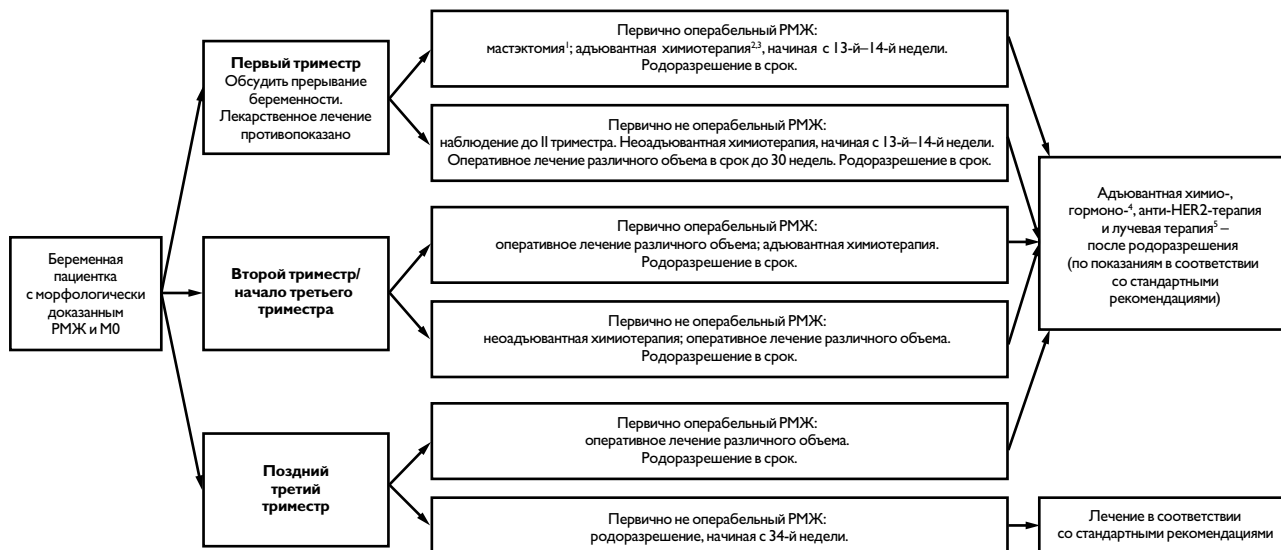 Беременная
пациентка
с морфологически
доказанным
РМЖ и М0
Первый триместр
Обсудить прерывание
беременности.
Лекарственное лечение
противопоказано
Второй триместр/
начало третьего
триместра
Поздний
третий
триместр
Первично операбельный РМЖ:
мастэктомия¹; адъювантная химиотерапия²,³, начиная с 13-й–14-й недели.
Родоразрешение в срок.
Первично не операбельный РМЖ:
наблюдение до II триместра. Неоадъювантная химиотерапия, начиная с 13-й–14-й недели.
Оперативное лечение различного объема в срок до 30 недель. Родоразрешение в срок.
Первично операбельный РМЖ:
оперативное лечение различного объема; адъювантная химиотерапия.
Родоразрешение в срок.
Первично не операбельный РМЖ:
неоадъювантная химиотерапия; оперативное лечение различного объема.
Родоразрешение в срок.
Первично операбельный РМЖ:
оперативное лечение различного объема.
Родоразрешение в срок.
Первично не операбельный РМЖ:
родоразрешение, начиная с 34-й недели.
Адъювантная химио-,
гормоно-⁴, анти-HER2-терапия
и лучевая терапия⁵ –
после родоразрешения
(по показаниям в соответствии
со стандартными
рекомендациями)
Лечение в соответствии
со стандартными рекомендациями